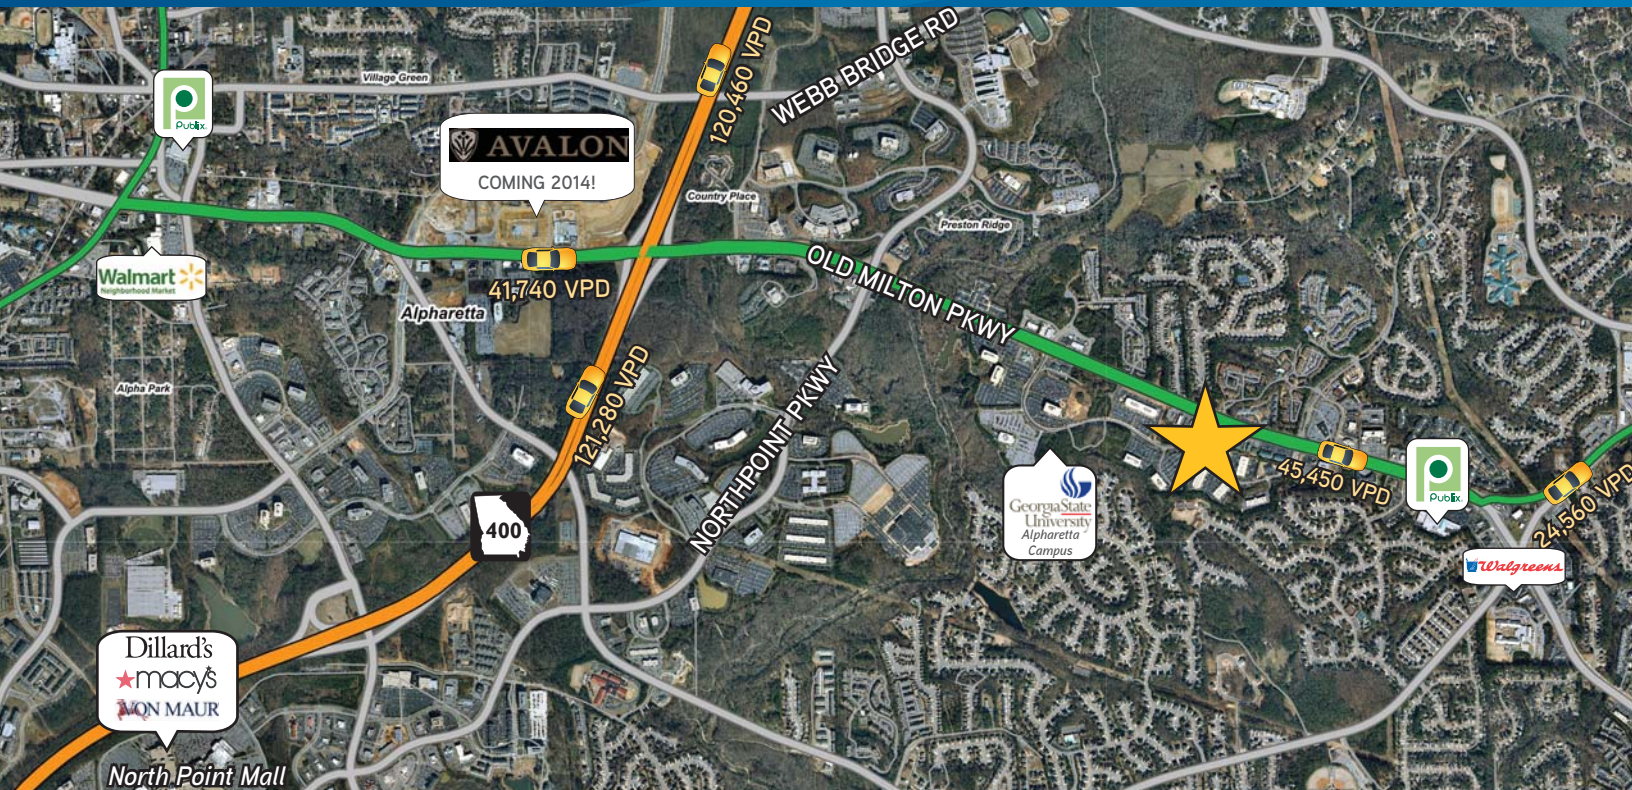 WEBB BRIDGE RD
120,460 VPD
Village Green
Publix
AVALON
COMING 2014!
Country Place
Preston Ridge
OLD MILTON PKWY
Walmart
Neighborhood Market
41,740 VPD
Alpharetta
121,280 VPD
NORTHPOINT PKWY
Alpha Park
400
GeorgiaState
University
Alpharetta
Campus
45,450 VPD
Publix
24,560 VPD
Walgreens
Dillard's
macy's
VON MAUR
North Point Mall